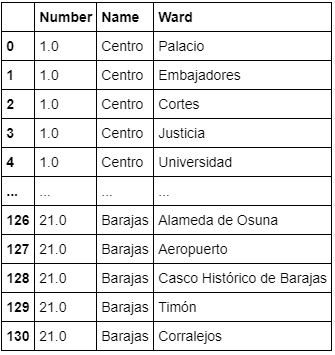 Number Name Ward
0 1.0 Centro Palacio
1 1.0 Centro Embajadores
2 1.0 Centro Cortes
3 1.0 Centro Justicia
4 1.0 Centro Universidad
... ... ... ...
126 21.0 Barajas Alameda de Osuna
127 21.0 Barajas Aeropuerto
128 21.0 Barajas Casco Histórico de Barajas
129 21.0 Barajas Timón
130 21.0 Barajas Corralejos